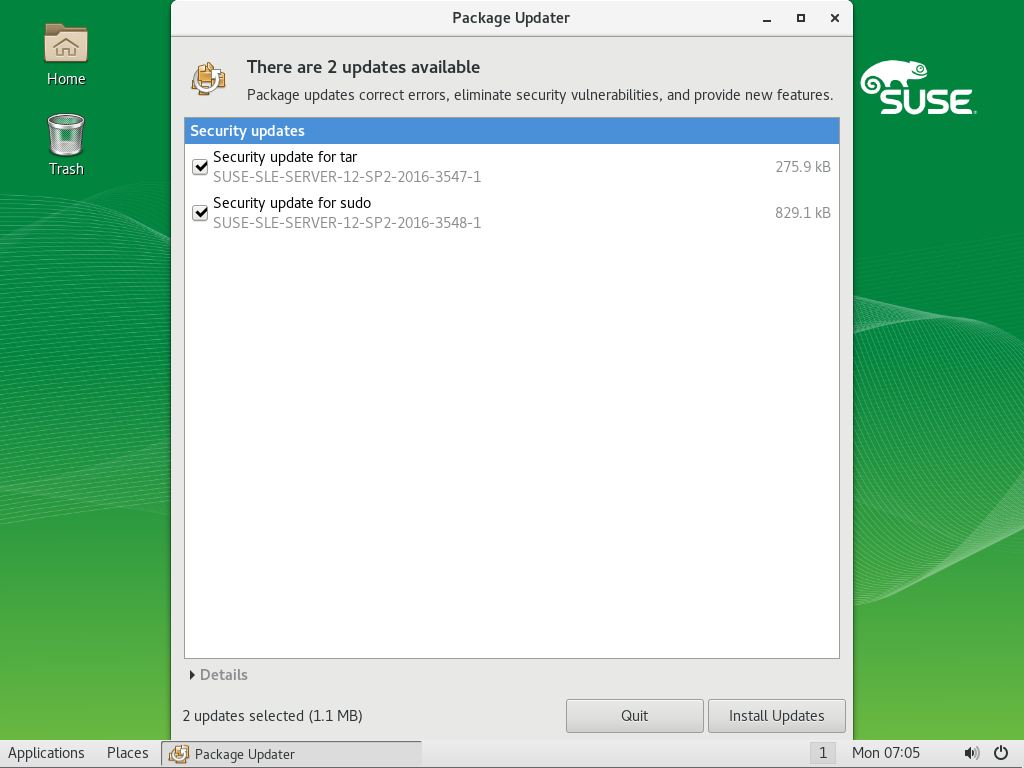 Package Updater
Home
Trash
There are 2 updates available
Package updates correct errors, eliminate security vulnerabilities, and provide new features.
SUSE
Security updates
Security update for tar
SUSE-SLE-SERVER-12-SP2-2016-3547-1
275.9 kB
Security update for sudo
SUSE-SLE-SERVER-12-SP2-2016-3548-1
829.1 kB
Details
2 updates selected (1.1 MB)
Quit
Install Updates
Applications
Places
Package Updater
1
Mon 07:05